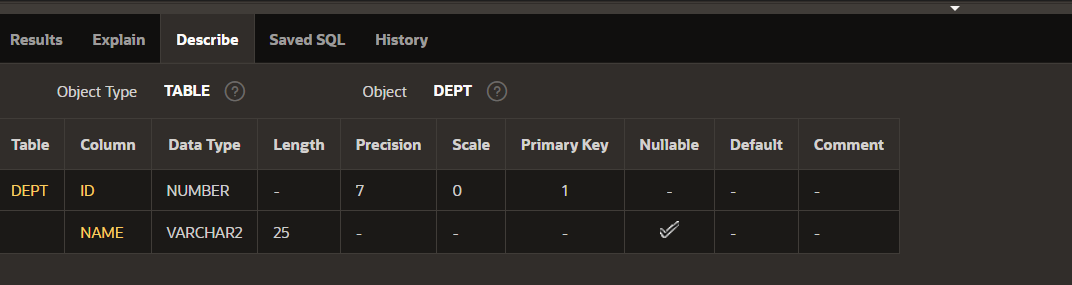 Results Explain Describe Saved SQL History
Object Type TABLE ? Object DEPT ?
Table Column Data Type Length Precision Scale Primary Key Nullable Default Comment
DEPT ID NUMBER - 7 0 1 - - -
NAME VARCHAR2 25 - - - - -